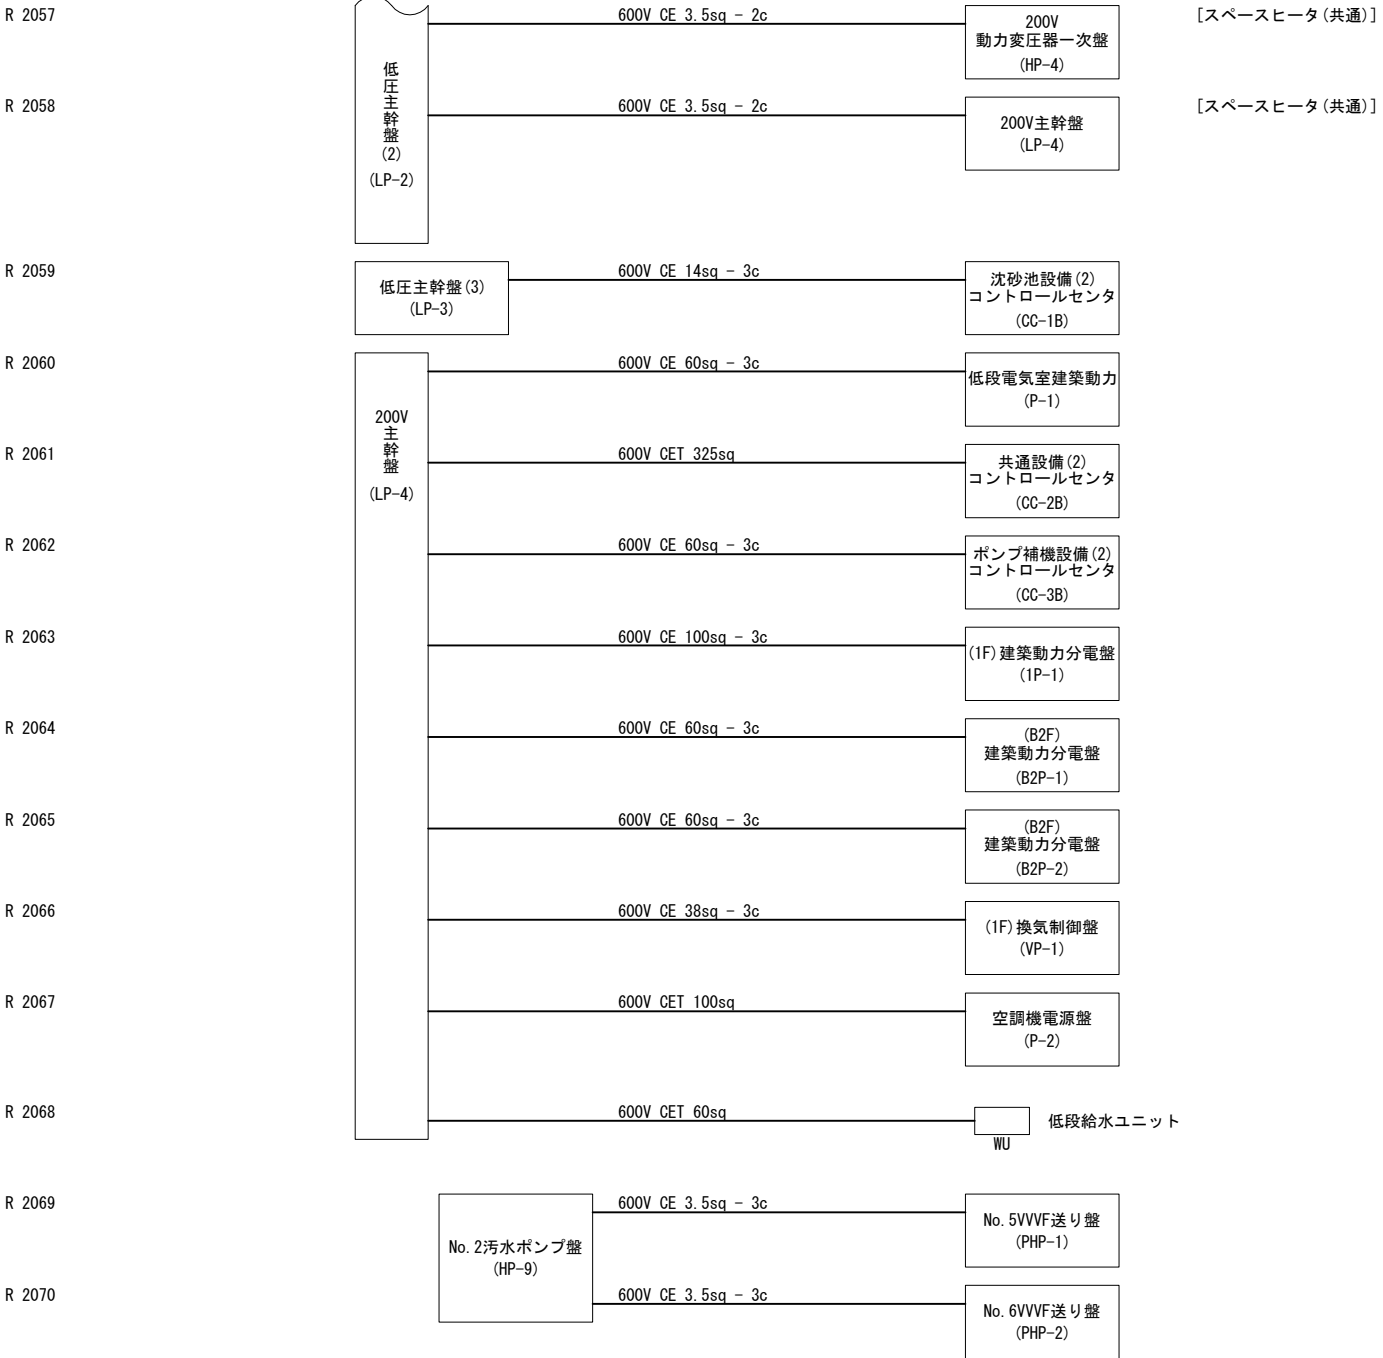 R 2057
600V CE 3.5sq - 2c
200V
動力変圧器一次盤
(HP-4)
[スペースヒータ(共通)]
低圧主幹盤
(2)
(LP-2)
R 2058
600V CE 3.5sq - 2c
200V主幹盤
(LP-4)
[スペースヒータ(共通)]
R 2059
低圧主幹盤(3)
(LP-3)
600V CE 14sq - 3c
沈砂池設備(2)
コントロールセンタ
(CC-1B)
R 2060
600V CE 60sq - 3c
低段電気室建築動力
(P-1)
200V
主幹盤
(LP-4)
R 2061
600V CET 325sq
共通設備(2)
コントロールセンタ
(CC-2B)
R 2062
600V CE 60sq - 3c
ポンプ補機設備(2)
コントロールセンタ
(CC-3B)
R 2063
600V CE 100sq - 3c
(1F)建築動力分電盤
(1P-1)
R 2064
600V CE 60sq - 3c
(B2F)
建築動力分電盤
(B2P-1)
R 2065
600V CE 60sq - 3c
(B2F)
建築動力分電盤
(B2P-2)
R 2066
600V CE 38sq - 3c
(1F)換気制御盤
(VP-1)
R 2067
600V CET 100sq
空調機電源盤
(P-2)
R 2068
600V CET 60sq
WU
低段給水ユニット
R 2069
No.2汚水ポンプ盤
(HP-9)
600V CE 3.5sq - 3c
No.5VVVF送り盤
(PHP-1)
R 2070
600V CE 3.5sq - 3c
No.6VVVF送り盤
(PHP-2)